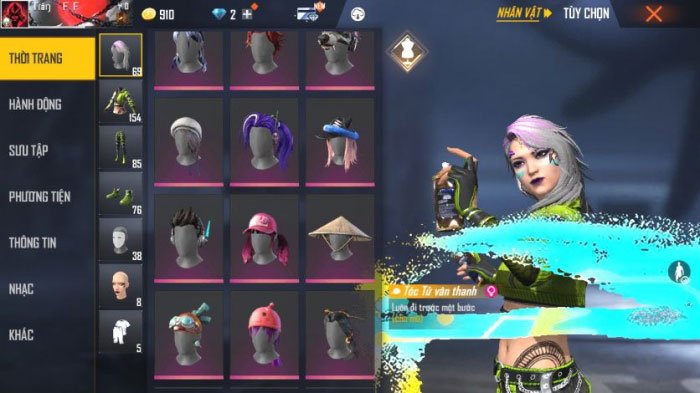 910
2
NHÂN VẬT
TÙY CHỌN
THỜI TRANG
69
HÀNH ĐỘNG
154
SƯU TẬP
85
PHƯƠNG TIỆN
76
THÔNG TIN
38
NHẠC
8
KHÁC
5
Tóc Tử văn thanh
Luôn đi trước một bước